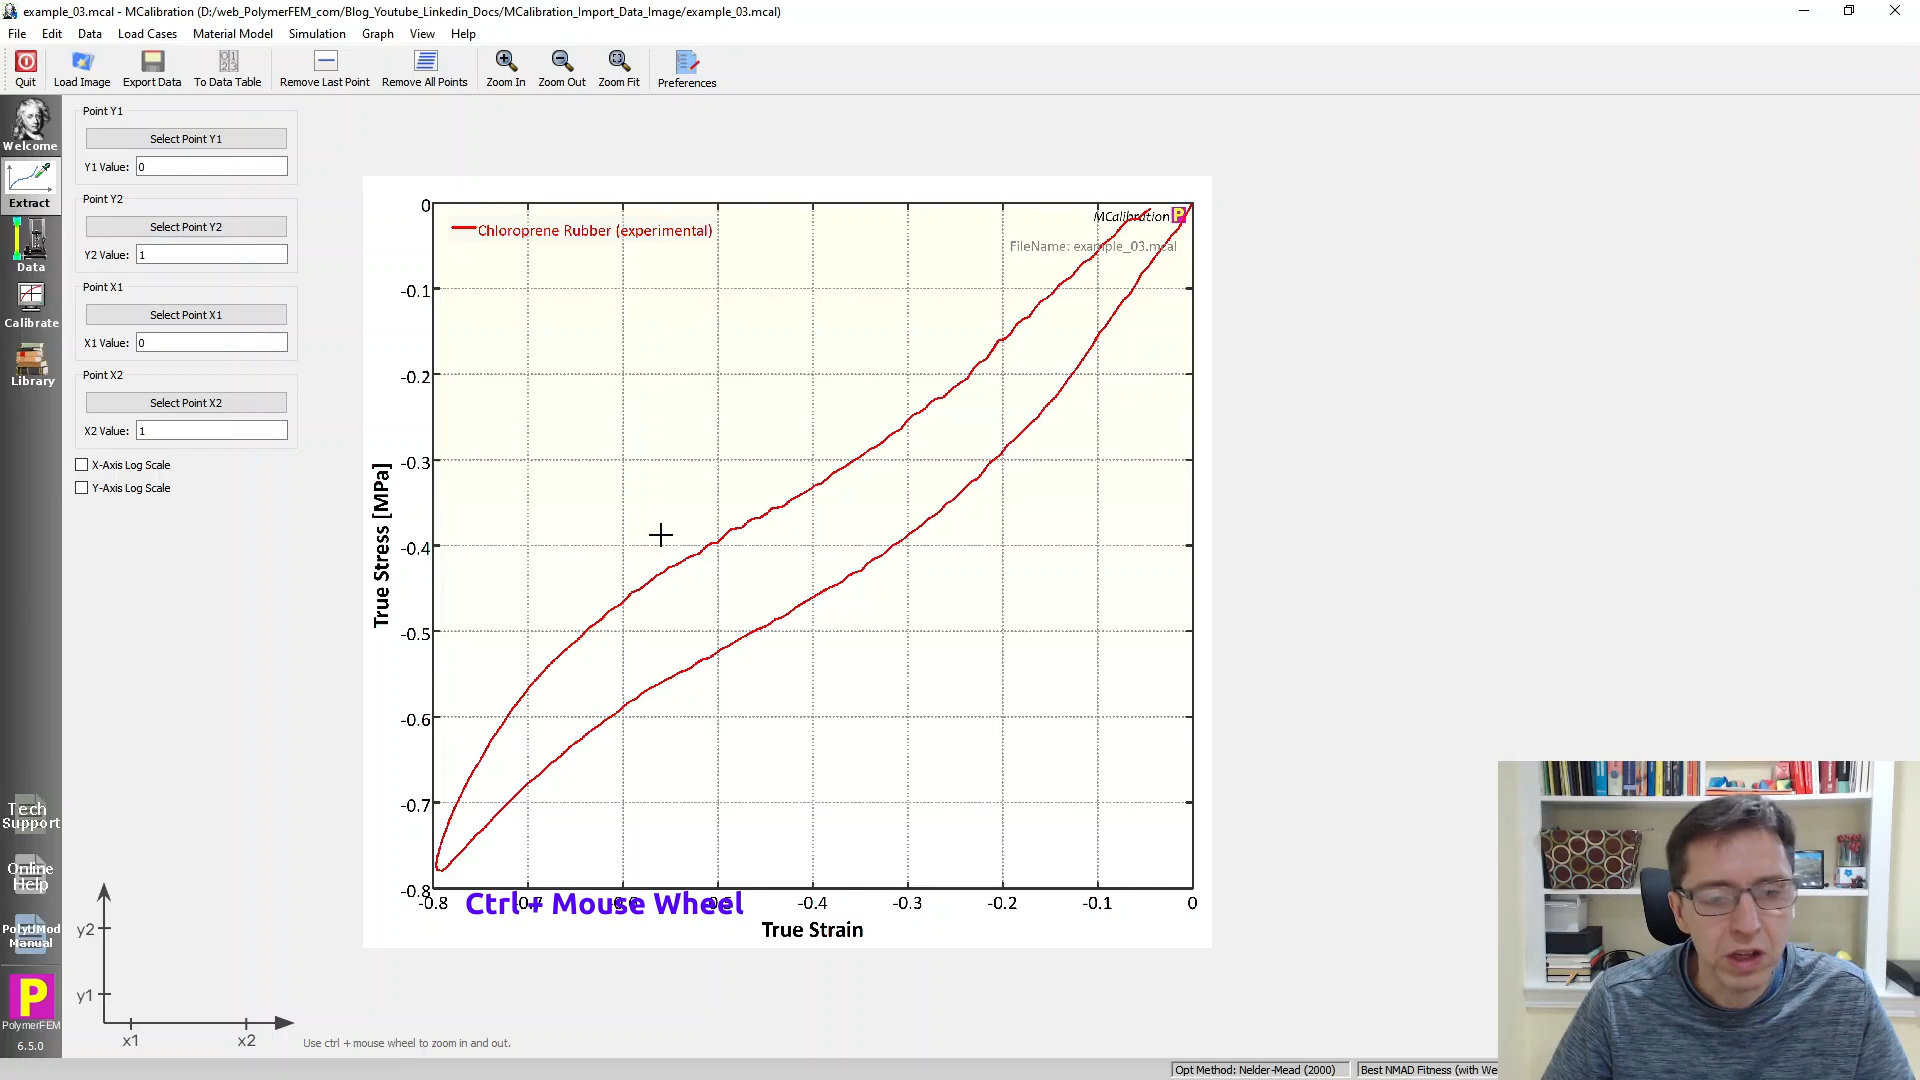 example_03.mcal - MCalibration (D:/web_PolymerFEM_com/Blog_Youtube_Linkedin_Docs/MCalibration_Import_Data_Image/example_03.mcal)
File Edit Data Load Cases Material Model Simulation Graph View Help
Quit Load Image Export Data To Data Table Remove Last Point Remove All Points Zoom In Zoom Out Zoom Fit Preferences
Welcome
Extract
Data
Calibrate
Library
Tech
Support
Online
Help
PolyUMod
Manual
P
PolymerFEM
6.5.0
Point Y1
Select Point Y1
Y1 Value: 0
Point Y2
Select Point Y2
Y2 Value: 1
Point X1
Select Point X1
X1 Value: 0
Point X2
Select Point X2
X2 Value: 1
X-Axis Log Scale
Y-Axis Log Scale
y2
y1
x1 x2
Chloroprene Rubber (experimental)
MCalibration P
FileName: example_03.mcal
0
-0.1
-0.2
-0.3
-0.4
-0.5
-0.6
-0.7
-0.8
True Stress [MPa]
-0.8 -0.4 -0.3 -0.2 -0.1 0
Ctrl + Mouse Wheel
True Strain
Use ctrl + mouse wheel to zoom in and out.
Opt Method: Nelder-Mead (2000) Best NMAD Fitness (with We